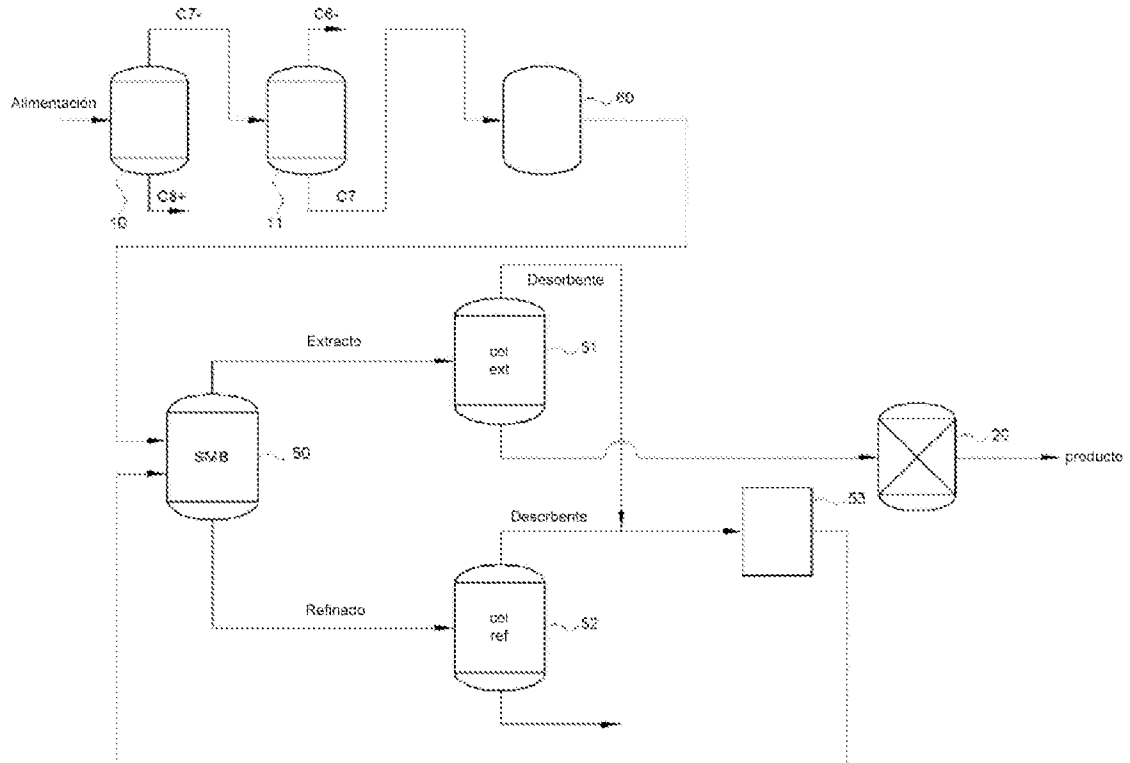 C7-
C6-
Alimentación
60
C8+
C7
10
11
Desorbente
Extracto
51
col
ext
SMB
50
20
producto
53
Desorbente
Refinado
col
ref
52